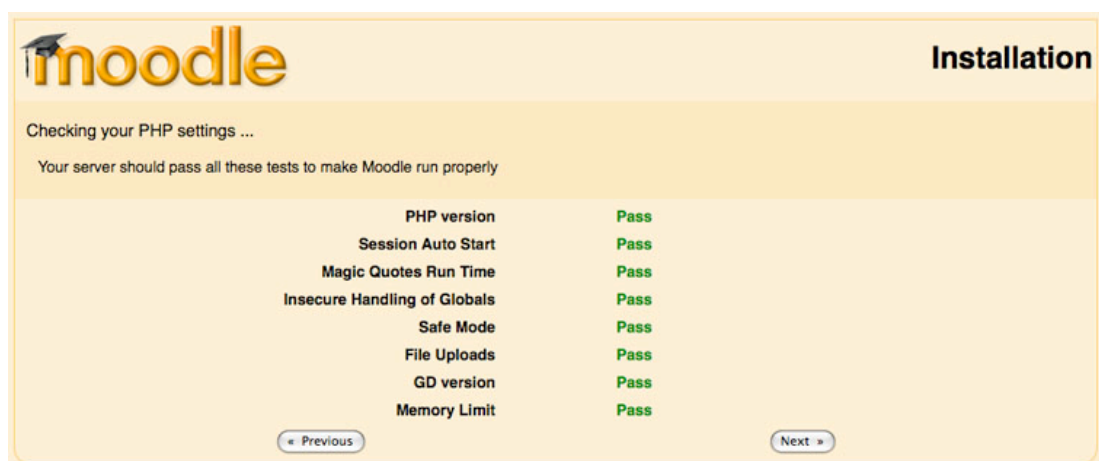 moodle
Installation
Checking your PHP settings ...
Your server should pass all these tests to make Moodle run properly
PHP version Pass
Session Auto Start Pass
Magic Quotes Run Time Pass
Insecure Handling of Globals Pass
Safe Mode Pass
File Uploads Pass
GD version Pass
Memory Limit Pass
« Previous Next »